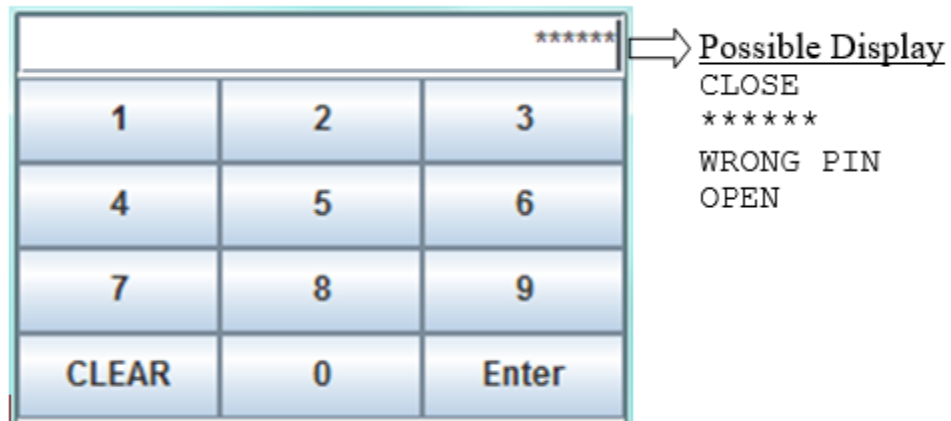 ******
Possible Display
CLOSE
******
WRONG PIN
OPEN
1 2 3
4 5 6
7 8 9
CLEAR 0 Enter